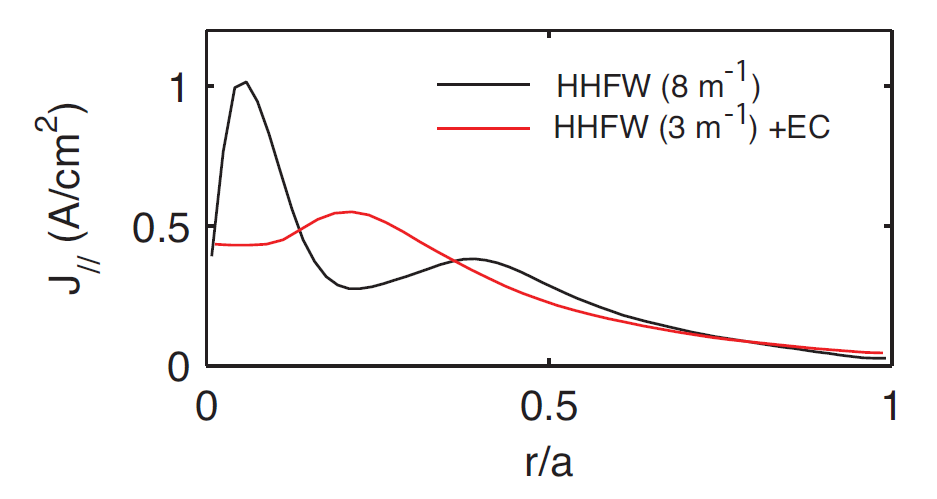 HHFW (8 m⁻¹)
HHFW (3 m⁻¹) +EC
J// (A/cm²)
1
0.5
0
0
0.5
1
r/a